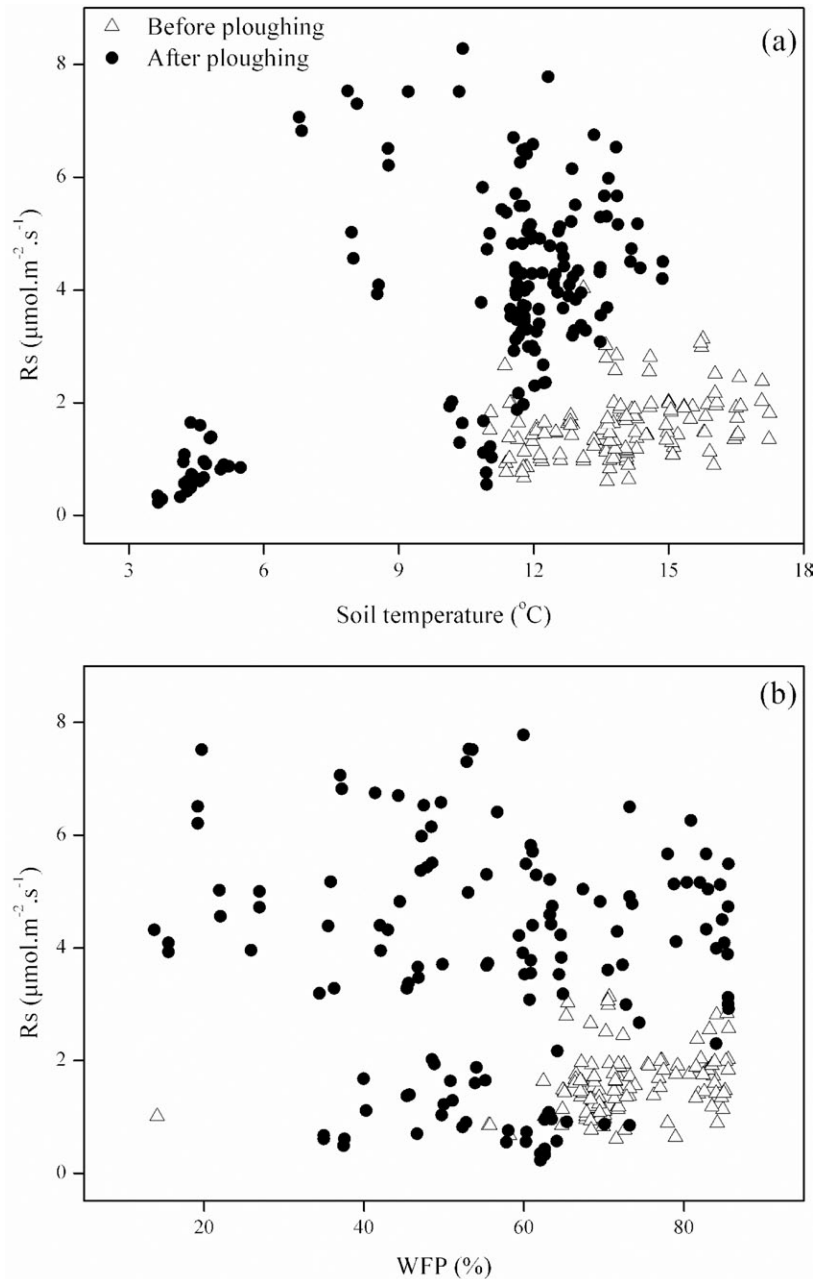 Before ploughing
After ploughing
(a)
8
6
4
2
0
Rs (µmol.m⁻².s⁻¹)
3 6 9 12 15 18
Soil temperature (°C)
(b)
8
6
4
2
0
Rs (µmol.m⁻².s⁻¹)
20 40 60 80
WFP (%)